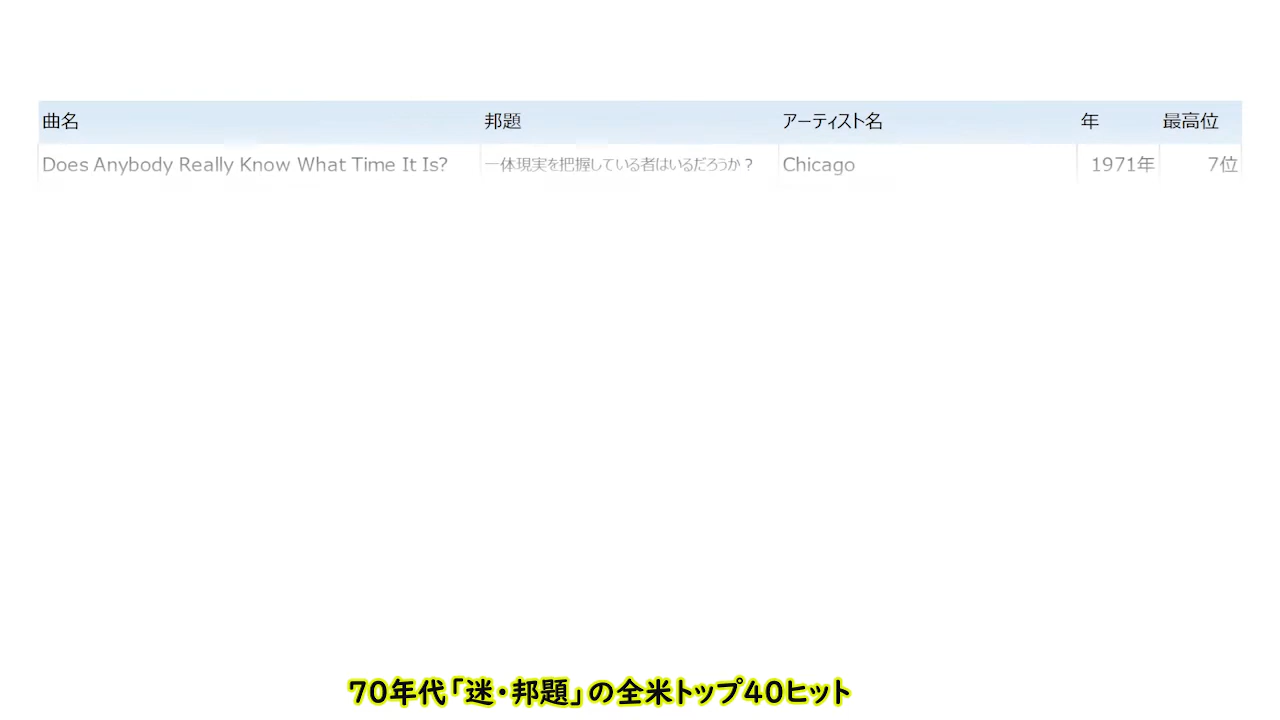 曲名 邦題 アーティスト名 年 最高位
Does Anybody Really Know What Time It Is? 一体現実を把握している者はいるだろうか？ Chicago 1971年 7位
70年代「迷・邦題」の全米トップ40ヒット